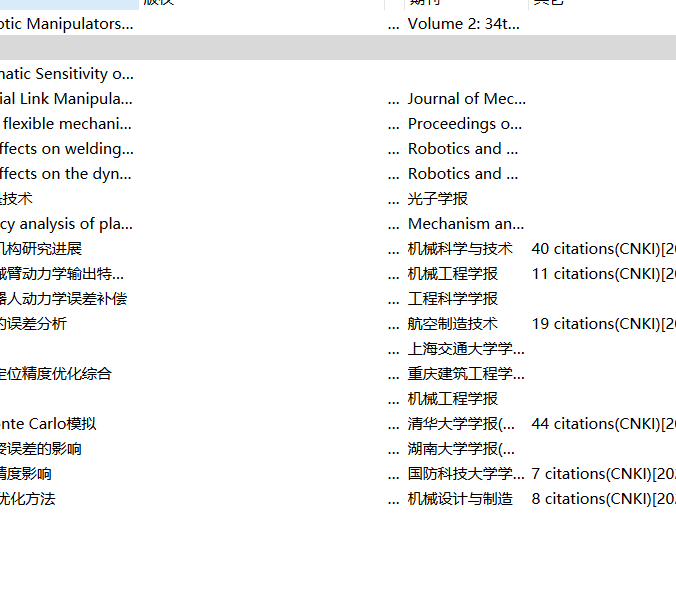 版权 期刊 其它
otic Manipulators... ... Volume 2: 34t...
matic Sensitivity o...
ial Link Manipula... ... Journal of Mec...
flexible mechani... ... Proceedings o...
ffects on welding... ... Robotics and ...
ffects on the dyn... ... Robotics and ...
技术 ... 光子学报
cy analysis of pla... ... Mechanism an...
机构研究进展 ... 机械科学与技术 40 citations(CNKI)[20
械臂动力学输出特... ... 机械工程学报 11 citations(CNKI)[20
器人动力学误差补偿 ... 工程科学学报
的误差分析 ... 航空制造技术 19 citations(CNKI)[20
... 上海交通大学学...
定位精度优化综合 ... 重庆建筑工程学...
... 机械工程学报
onte Carlo模拟 ... 清华大学学报(... 44 citations(CNKI)[20
姿误差的影响 ... 湖南大学学报(...
精度影响 ... 国防科技大学学... 7 citations(CNKI)[20
优化方法 ... 机械设计与制造 8 citations(CNKI)[20